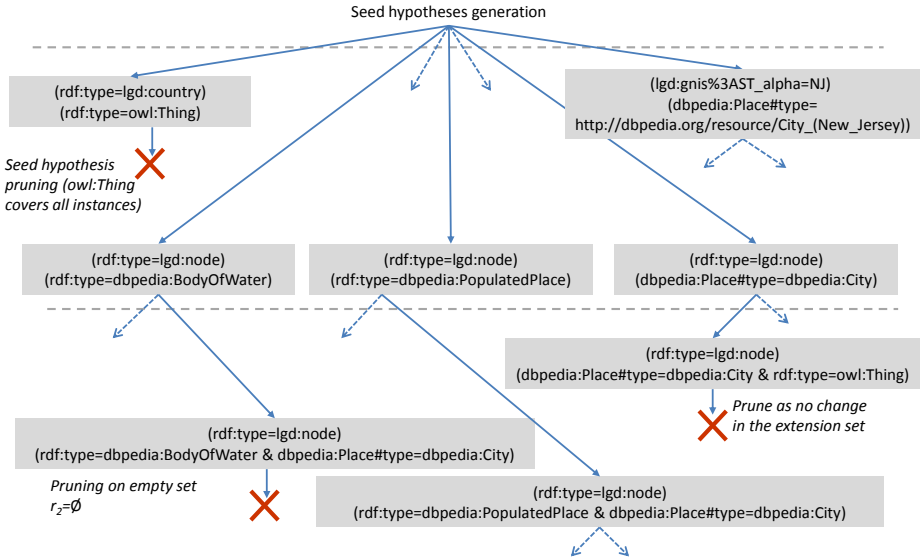 Seed hypotheses generation
(rdf:type=lgd:country)
(rdf:type=owl:Thing)
(lgd:gnis%3AST_alpha=NJ)
(dbpedia:Place#type=
http://dbpedia.org/resource/City_(New_Jersey))
Seed hypothesis
pruning (owl:Thing
covers all instances)
(rdf:type=lgd:node)
(rdf:type=dbpedia:BodyOfWater)
(rdf:type=lgd:node)
(rdf:type=dbpedia:PopulatedPlace)
(rdf:type=lgd:node)
(dbpedia:Place#type=dbpedia:City)
(rdf:type=lgd:node)
(dbpedia:Place#type=dbpedia:City & rdf:type=owl:Thing)
Prune as no change
in the extension set
(rdf:type=lgd:node)
(rdf:type=dbpedia:BodyOfWater & dbpedia:Place#type=dbpedia:City)
Pruning on empty set
r₂=Ø
(rdf:type=lgd:node)
(rdf:type=dbpedia:PopulatedPlace & dbpedia:Place#type=dbpedia:City)